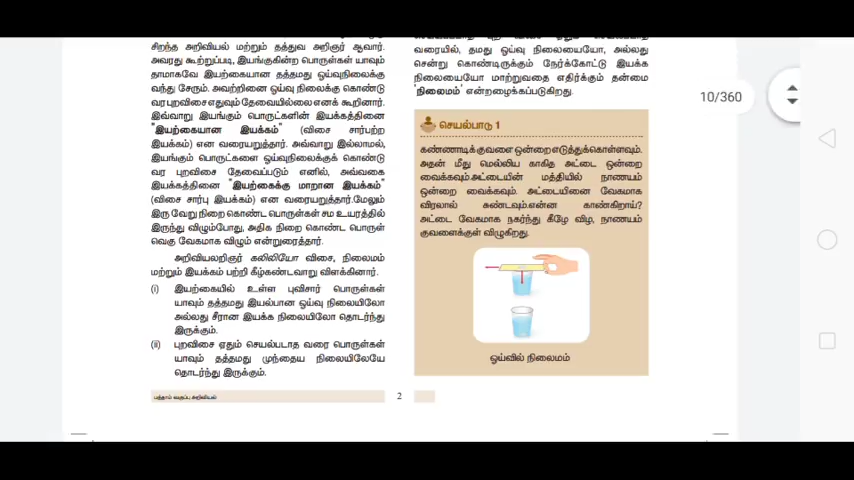 சிறந்த அறிவியல் மற்றும் தத்துவ அறிஞர் ஆவார்.
அவரது கூற்றுப்படி, இயங்குகின்ற பொருள்கள் யாவும்
தாமாகவே இயற்கையான தத்தமது ஓய்வுநிலைக்கு
வந்து சேரும். அவற்றினை ஓய்வு நிலைக்கு கொண்டு
வர புறவிசை எதுவும் தேவையில்லை எனக் கூறினார்.
இவ்வாறு இயங்கும் பொருட்களின் இயக்கத்தினை
"இயற்கையான இயக்கம்" (விசை சார்பற்ற
இயக்கம்) என வரையறுத்தார். அவ்வாறு இல்லாமல்,
இயங்கும் பொருட்களை ஓய்வுநிலைக்குக் கொண்டு
வர புறவிசை தேவைப்படும் எனில், அவ்வகை
இயக்கத்தினை "இயற்கைக்கு மாறான இயக்கம்"
(விசை சார்பு இயக்கம்) என வரையறுத்தார்.மேலும்
இரு வேறு நிறை கொண்ட பொருள்கள் சம உயரத்தில்
இருந்து விழும்போது, அதிக நிறை கொண்ட பொருள்
வெகு வேகமாக விழும் என்றுரைத்தார்.
அறிவியலறிஞர் கலிலியோ விசை, நிலைமம்
மற்றும் இயக்கம் பற்றி கீழ்கண்டவாறு விளக்கினார்.
(i) இயற்கையில் உள்ள புவிசார் பொருள்கள்
யாவும் தத்தமது இயல்பான ஓய்வு நிலையிலோ
அல்லது சீரான இயக்க நிலையிலோ தொடர்ந்து
இருக்கும்.
(ii) புறவிசை ஏதும் செயல்படாத வரை பொருள்கள்
யாவும் தத்தமது முந்தைய நிலையிலேயே
தொடர்ந்து இருக்கும்.
வரையில், தமது ஓய்வு நிலையையோ, அல்லது
சென்று கொண்டிருக்கும் நேர்க்கோட்டு இயக்க
நிலையையோ மாற்றுவதை எதிர்க்கும் தன்மை
'நிலைமம்' என்றழைக்கப்படுகிறது.
செயல்பாடு 1
கண்ணாடிக் குவளை ஒன்றை எடுத்துக்கொள்ளவும்.
அதன் மீது மெல்லிய காகித அட்டை ஒன்றை
வைக்கவும்.அட்டையின் மத்தியில் நாணயம்
ஒன்றை வைக்கவும். அட்டையினை வேகமாக
விரலால் சுண்டவும்.என்ன காண்கிறாய்?
அட்டை வேகமாக நகர்ந்து கீழே விழ, நாணயம்
குவளைக்குள் விழுகிறது.
ஓய்வில் நிலைமம்
பத்தாம் வகுப்பு அறிவியல்
2
10/360